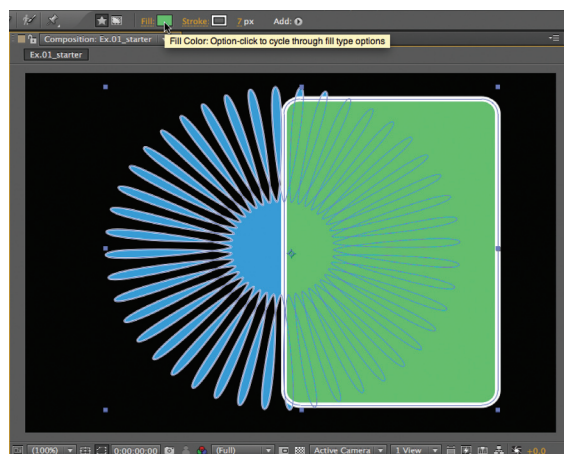 Fill: Stroke: 7 px Add:
Composition: Ex.01_starter
Fill Color: Option-click to cycle through fill type options
Ex.01_starter
(100%) 0:00:00:00 (Full) Active Camera 1 View +0.0